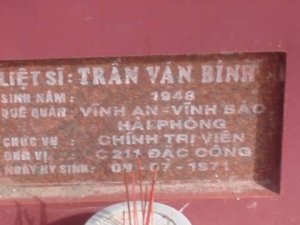 LIỆT SĨ : TRẦN VĂN BÌNH
SINH NĂM : 1948
QUÊ QUÁN : VĨNH AN - VĨNH BẢO
HẢI PHÒNG
CHỨC VỤ : CHÍNH TRỊ VIÊN
ĐƠN VỊ : C211 ĐẶC CÔNG
NGÀY HY SINH : 09 - 07 - 1971